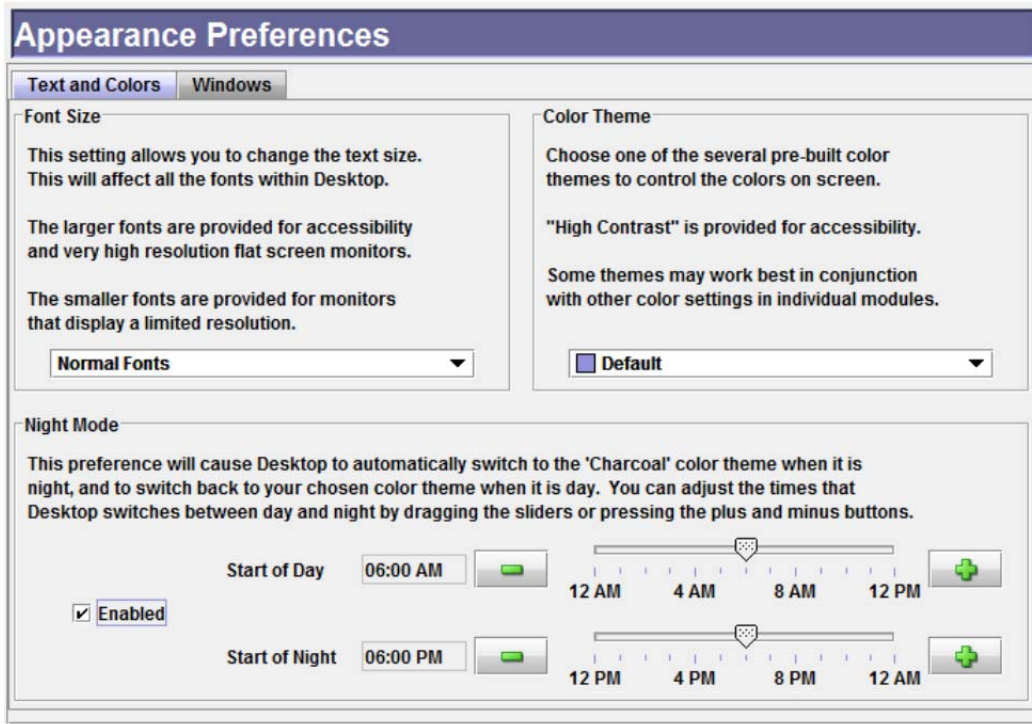 Appearance Preferences
Text and Colors Windows
Font Size
This setting allows you to change the text size.
This will affect all the fonts within Desktop.
The larger fonts are provided for accessibility
and very high resolution flat screen monitors.
The smaller fonts are provided for monitors
that display a limited resolution.
Normal Fonts
Color Theme
Choose one of the several pre-built color
themes to control the colors on screen.
"High Contrast" is provided for accessibility.
Some themes may work best in conjunction
with other color settings in individual modules.
Default
Night Mode
This preference will cause Desktop to automatically switch to the 'Charcoal' color theme when it is
night, and to switch back to your chosen color theme when it is day. You can adjust the times that
Desktop switches between day and night by dragging the sliders or pressing the plus and minus buttons.
Start of Day 06:00 AM
12 AM 4 AM 8 AM 12 PM
Enabled
Start of Night 06:00 PM
12 PM 4 PM 8 PM 12 AM